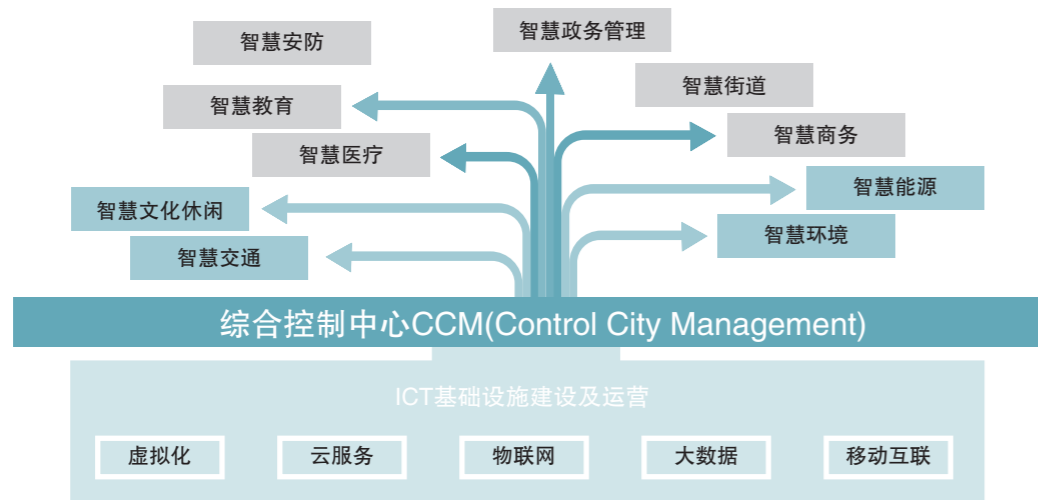 智慧政务管理
智慧安防
智慧街道
智慧教育
智慧商务
智慧医疗
智慧能源
智慧文化休闲
智慧环境
智慧交通
综合控制中心CCM(Control City Management)
ICT基础设施建设及运营
虚拟化
云服务
物联网
大数据
移动互联